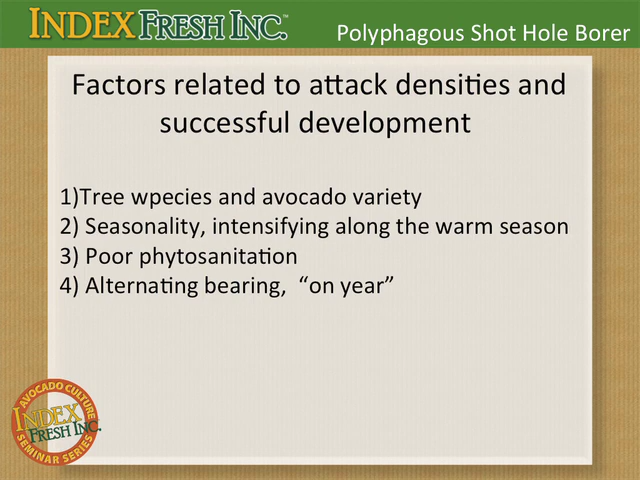 INDEX FRESH INC.™
Polyphagous Shot Hole Borer
Factors related to attack densities and
successful development
1)Tree wpecies and avocado variety
2) Seasonality, intensifying along the warm season
3) Poor phytosanitation
4) Alternating bearing,  “on year”
AVOCADO CULTURE
INDEX
FRESH INC.
SEMINAR SERIES